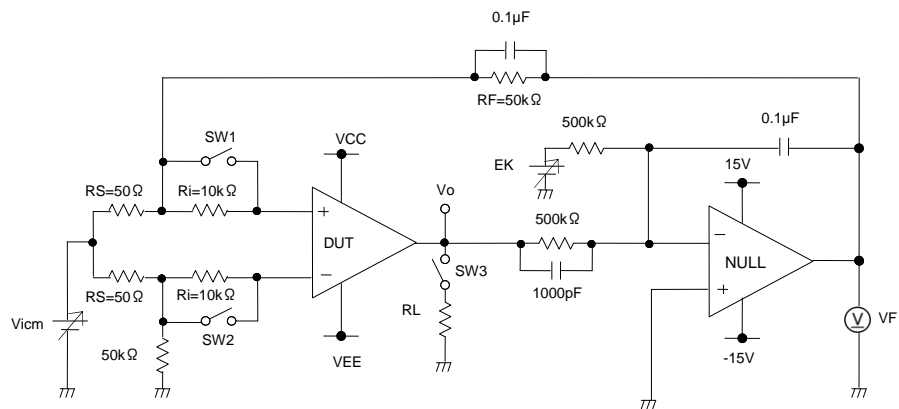 0.1μF
RF=50kΩ
0.1μF
500kΩ
SW1
VCC
EK
15V
RS=50Ω
Ri=10kΩ
Vo
+
500kΩ
−
DUT
NULL
−
SW3
+
RS=50Ω
Ri=10kΩ
1000pF
Vicm
RL
V
VF
SW2
50kΩ
VEE
-15V